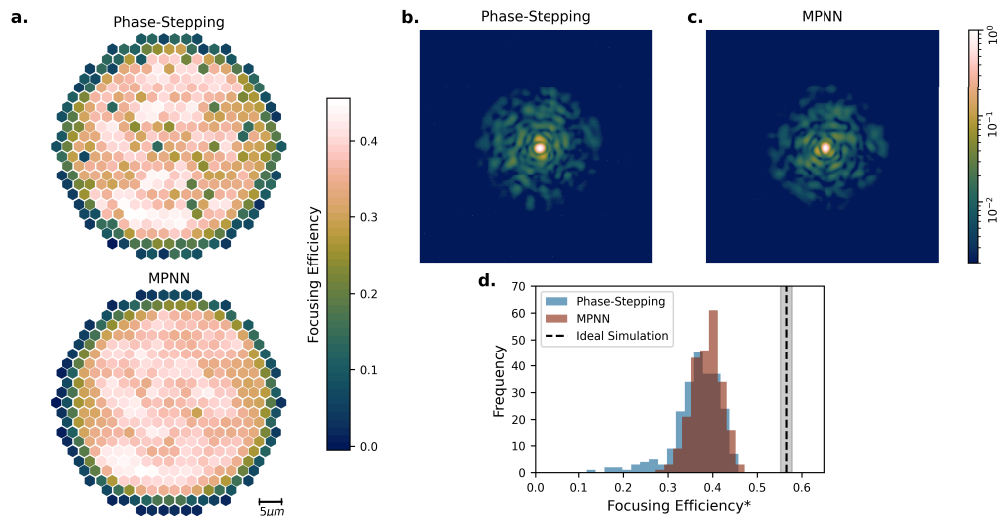 a.
Phase-Stepping
MPNN
5μm
Focusing Efficiency
0.4
0.3
0.2
0.1
0.0
b.
Phase-Stepping
c.
MPNN
10⁰
10⁻¹
10⁻²
d.
Phase-Stepping
MPNN
Ideal Simulation
Frequency
70
60
50
40
30
20
10
0
0.0 0.1 0.2 0.3 0.4 0.5 0.6
Focusing Efficiency*